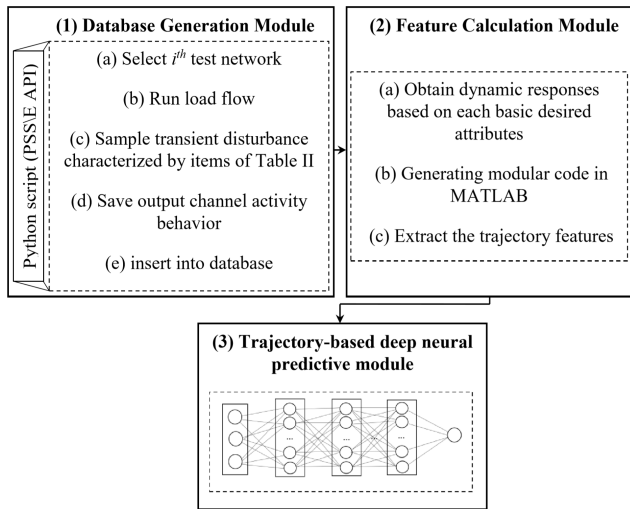 (1) Database Generation Module
Python script (PSS\E API)
(a) Select iᵗʰ test network
(b) Run load flow
(c) Sample transient disturbance
characterized by items of Table II
(d) Save output channel activity
behavior
(e) insert into database
(2) Feature Calculation Module
(a) Obtain dynamic responses
based on each basic desired
attributes
(b) Generating modular code in
MATLAB
(c) Extract the trajectory features
(3) Trajectory-based deep neural
predictive module
...
...
...
...